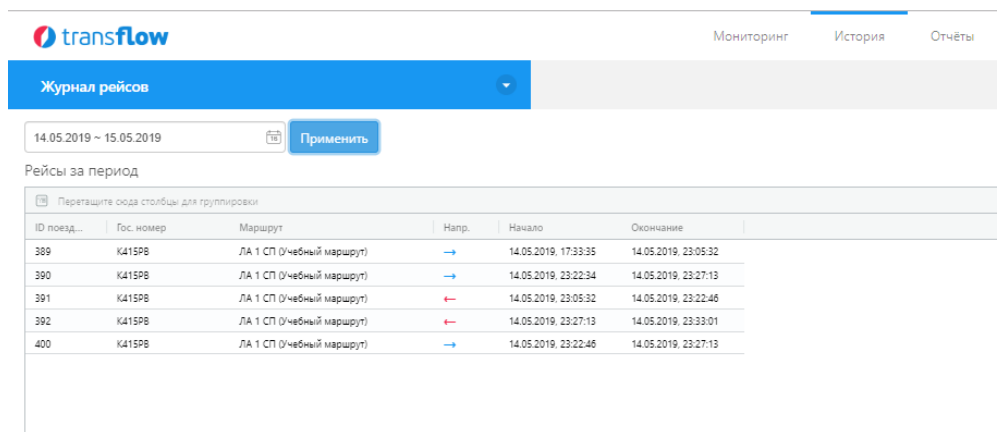 transflow
Мониторинг История Отчёты
Журнал рейсов
14.05.2019 ~ 15.05.2019 Применить
Рейсы за период
Перетащите сюда столбцы для группировки
ID поезд... Гос. номер Маршрут Напр. Начало Окончание
389 К415РВ ЛА 1 СП (Учебный маршрут) → 14.05.2019, 17:33:35 14.05.2019, 23:05:32
390 К415РВ ЛА 1 СП (Учебный маршрут) → 14.05.2019, 23:22:34 14.05.2019, 23:27:13
391 К415РВ ЛА 1 СП (Учебный маршрут) ← 14.05.2019, 23:05:32 14.05.2019, 23:22:46
392 К415РВ ЛА 1 СП (Учебный маршрут) ← 14.05.2019, 23:27:13 14.05.2019, 23:33:01
400 К415РВ ЛА 1 СП (Учебный маршрут) → 14.05.2019, 23:22:46 14.05.2019, 23:27:13